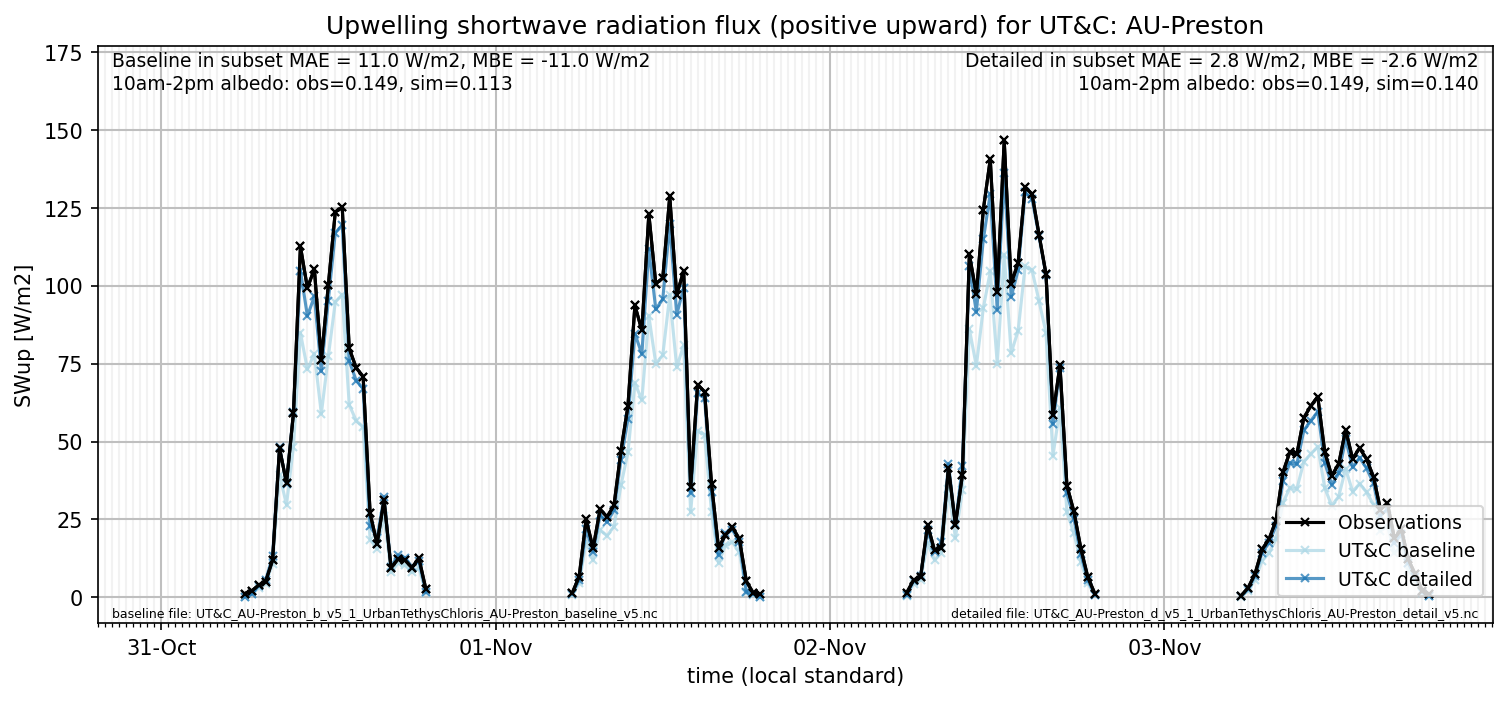 Upwelling shortwave radiation flux (positive upward) for UT&C: AU-Preston
Baseline in subset MAE = 11.0 W/m2, MBE = -11.0 W/m2
10am-2pm albedo: obs=0.149, sim=0.113
Detailed in subset MAE = 2.8 W/m2, MBE = -2.6 W/m2
10am-2pm albedo: obs=0.149, sim=0.140
175
150
125
100
75
50
25
0
SWup [W/m2]
Observations
UT&C baseline
UT&C detailed
baseline file: UT&C_AU-Preston_b_v5_1_UrbanTethysChloris_AU-Preston_baseline_v5.nc
detailed file: UT&C_AU-Preston_d_v5_1_UrbanTethysChloris_AU-Preston_detail_v5.nc
31-Oct
01-Nov
02-Nov
03-Nov
time (local standard)